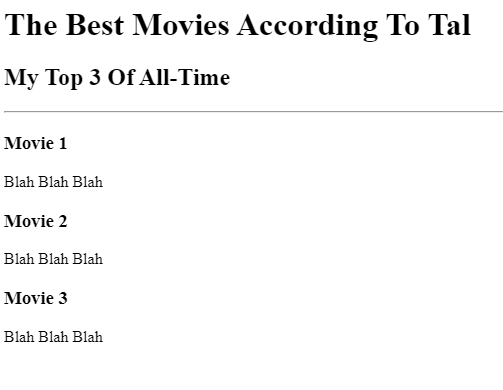 The Best Movies According To Tal
My Top 3 Of All-Time
Movie 1
Blah Blah Blah
Movie 2
Blah Blah Blah
Movie 3
Blah Blah Blah